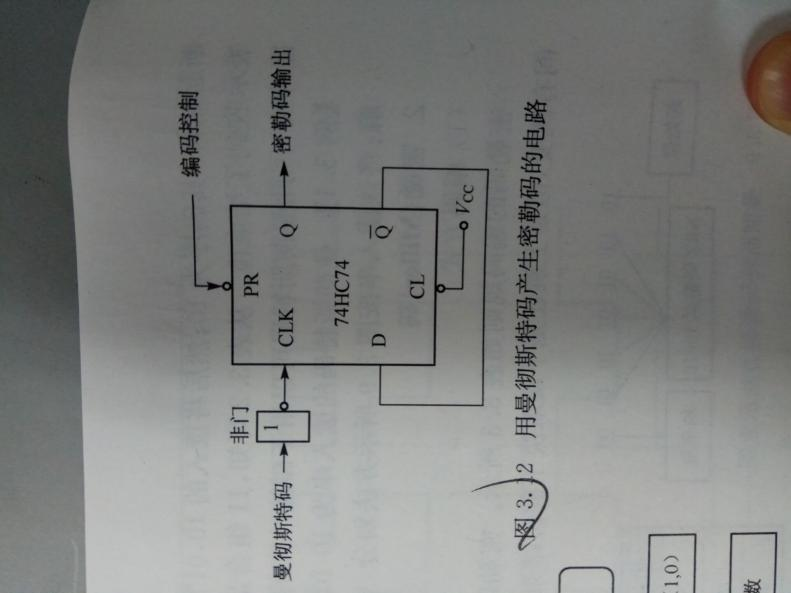 编码控制
非门
曼彻斯特码
1
PR
CLK
Q
密勒码输出
74HC74
D
Q̅
CL
VCC
图 3.12 用曼彻斯特码产生密勒码的电路
1,0）
数